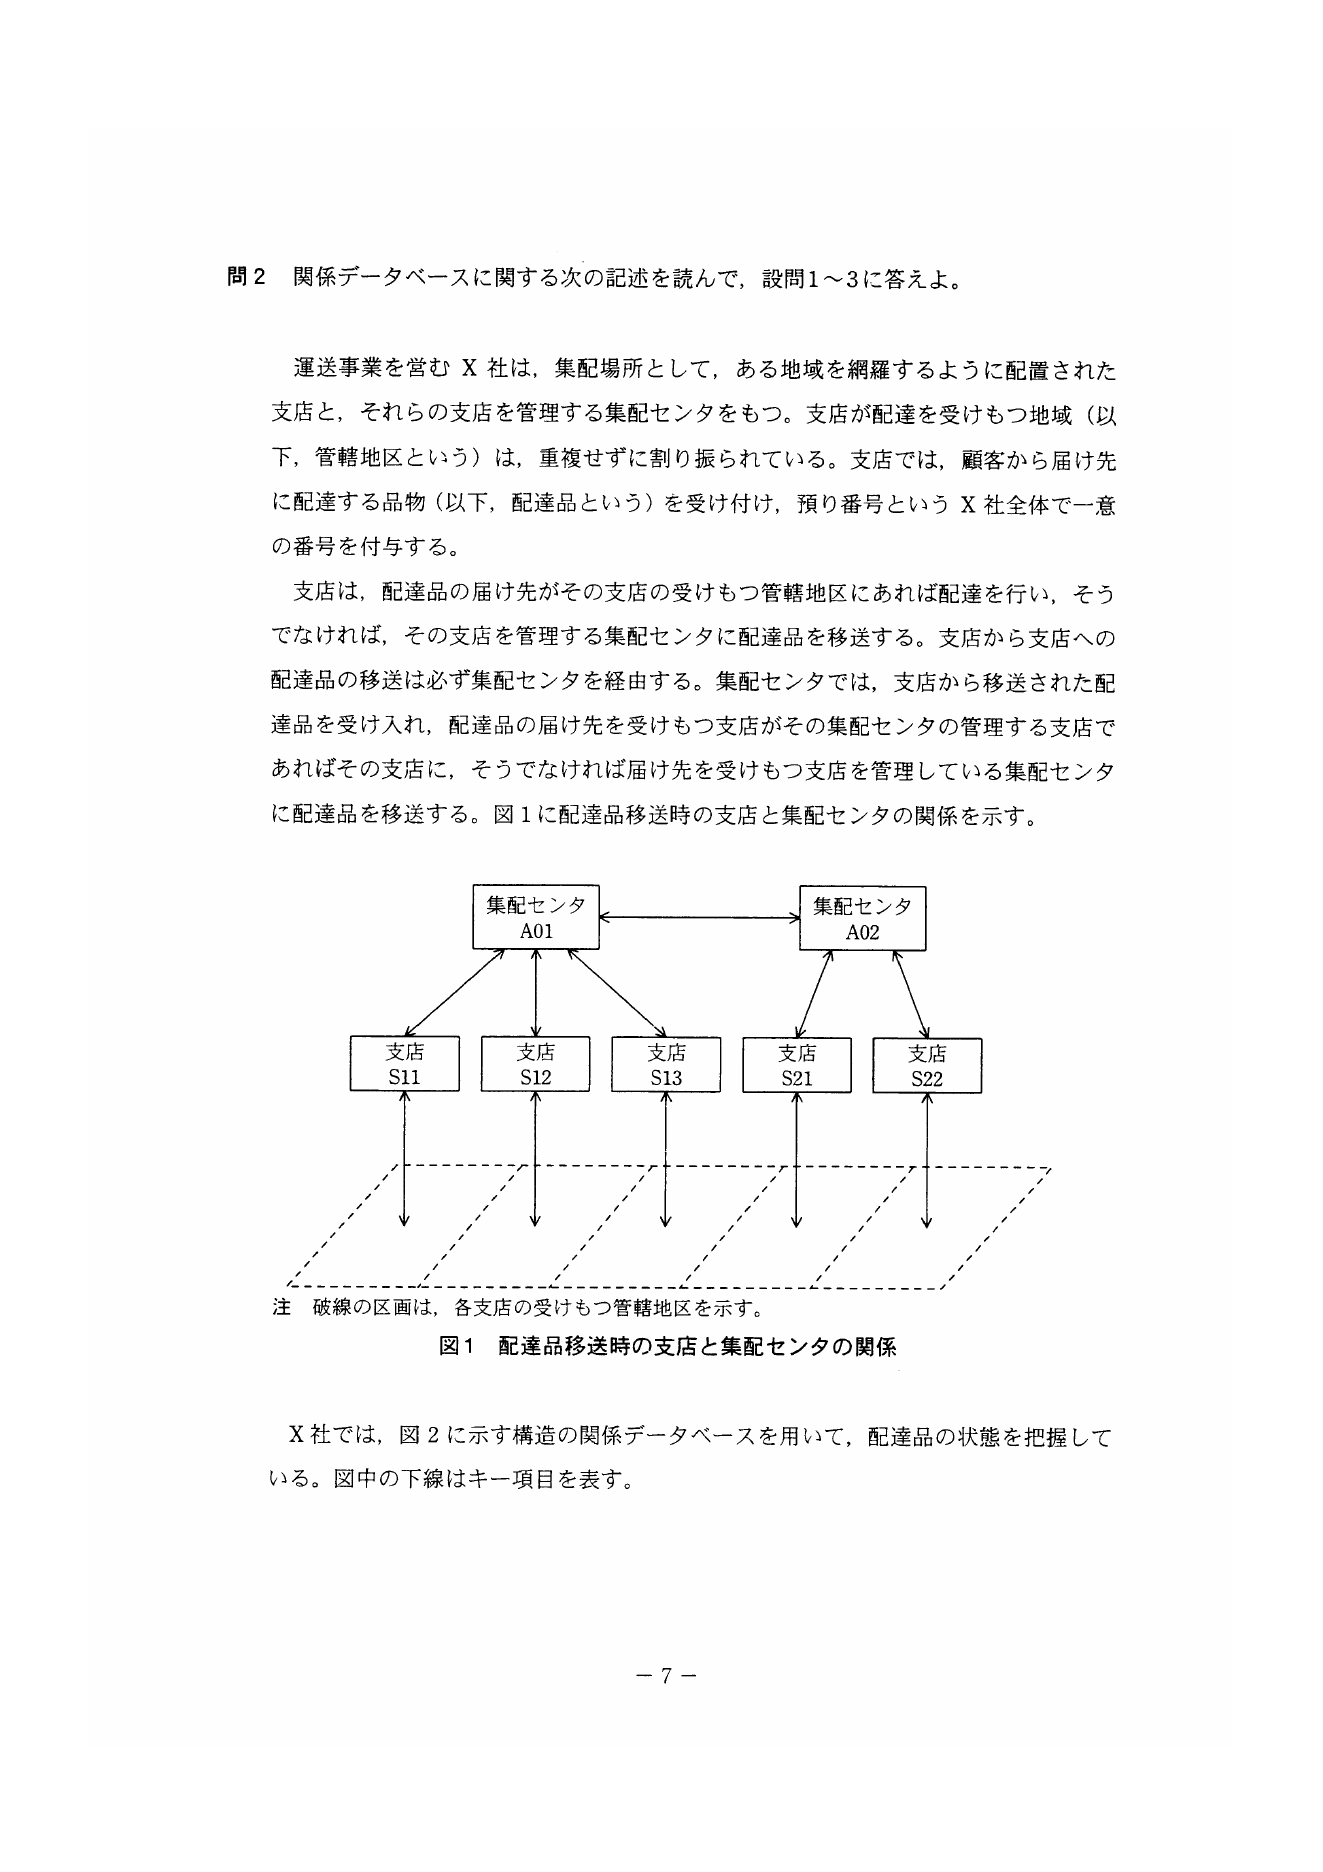 問2 関係データベースに関する次の記述を読んで，設問1～3に答えよ。
運送事業を営む X 社は，集配場所として，ある地域を網羅するように配置された
支店と，それらの支店を管理する集配センタをもつ。支店が配達を受けもつ地域（以
下，管轄地区という）は，重複せずに割り振られている。支店では，顧客から届け先
に配達する品物（以下，配達品という）を受け付け，預り番号という X 社全体で一意
の番号を付与する。
支店は，配達品の届け先がその支店の受けもつ管轄地区にあれば配達を行い，そう
でなければ，その支店を管理する集配センタに配達品を移送する。支店から支店への
配達品の移送は必ず集配センタを経由する。集配センタでは，支店から移送された配
達品を受け入れ，配達品の届け先を受けもつ支店がその集配センタの管理する支店で
あればその支店に，そうでなければ届け先を受けもつ支店を管理している集配センタ
に配達品を移送する。図1に配達品移送時の支店と集配センタの関係を示す。
集配センタ
A01
集配センタ
A02
支店
S11
支店
S12
支店
S13
支店
S21
支店
S22
注 破線の区画は，各支店の受けもつ管轄地区を示す。
図1 配達品移送時の支店と集配センタの関係
X 社では，図 2 に示す構造の関係データベースを用いて，配達品の状態を把握して
いる。図中の下線はキー項目を表す。
－ 7 －